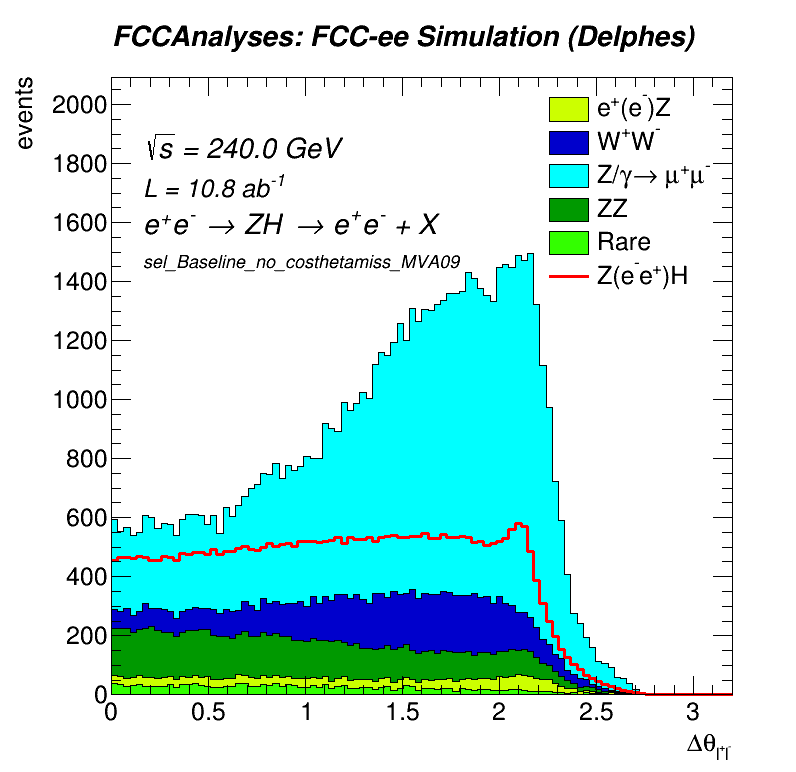 FCCAnalyses: FCC-ee Simulation (Delphes)
events
√s = 240.0 GeV
L = 10.8 ab⁻¹
e⁺e⁻ → ZH → e⁺e⁻ + X
sel_Baseline_no_costhetamiss_MVA09
e⁺(e⁻)Z
W⁺W⁻
Z/γ→ μ⁺μ⁻
ZZ
Rare
Z(e⁻e⁺)H
2000
1800
1600
1400
1200
1000
800
600
400
200
0
0 0.5 1 1.5 2 2.5 3
Δθ_l⁺l⁻